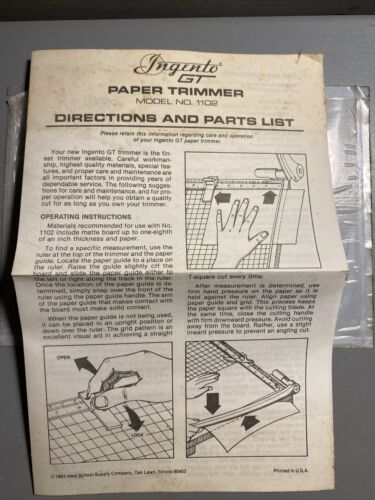 Ingento®
GT
PAPER TRIMMER
MODEL NO. 1102
DIRECTIONS AND PARTS LIST
Please retain this information regarding care and operation
of your Ingento GT paper trimmer.
Your new Ingento GT trimmer is the fin-
est trimmer available. Careful workman-
ship, highest quality materials, special fea-
tures, and proper care and maintenance are
all important factors in providing years of
dependable service. The following sugges-
tions for care and maintenance, and for pro-
per operation will help you obtain a quality
cut for as long as you own your trimmer.
OPERATING INSTRUCTIONS
Materials recommended for use with No.
1102 include matte board up to one-eighth
of an inch thickness and paper.
To find a specific measurement, use the
ruler at the top of the trimmer and the paper
guide. Locate the paper guide to a place on
the ruler. Raise the guide slightly off the
board and slide the paper guide either to
the left or right along the track in the ruler.
Once the location of the paper guide is de-
termined, simply snap over the front of the
ruler using the paper guide handle. The arm
of the paper guide that makes contact with
the board must make solid contact.
When the paper guide is not being used,
it can be placed in an upright position or
down over the ruler. The grid pattern is an
excellent visual aid in achieving a straight
T-square cut every time.
After measurement is determined, use
firm hand pressure on the paper as it is
held against the ruler. Align paper using
paper guide and grid. This process keeps
the paper square with the cutting blade. At
the same time, close the cutting handle
with firm downward pressure. Avoid cutting
away from the board. Rather, use a slight
inward pressure to prevent an angling cut.
OPEN
LOCK
© 1983 Ideal School Supply Company, Oak Lawn, Illinois 60453
Printed in U.S.A.